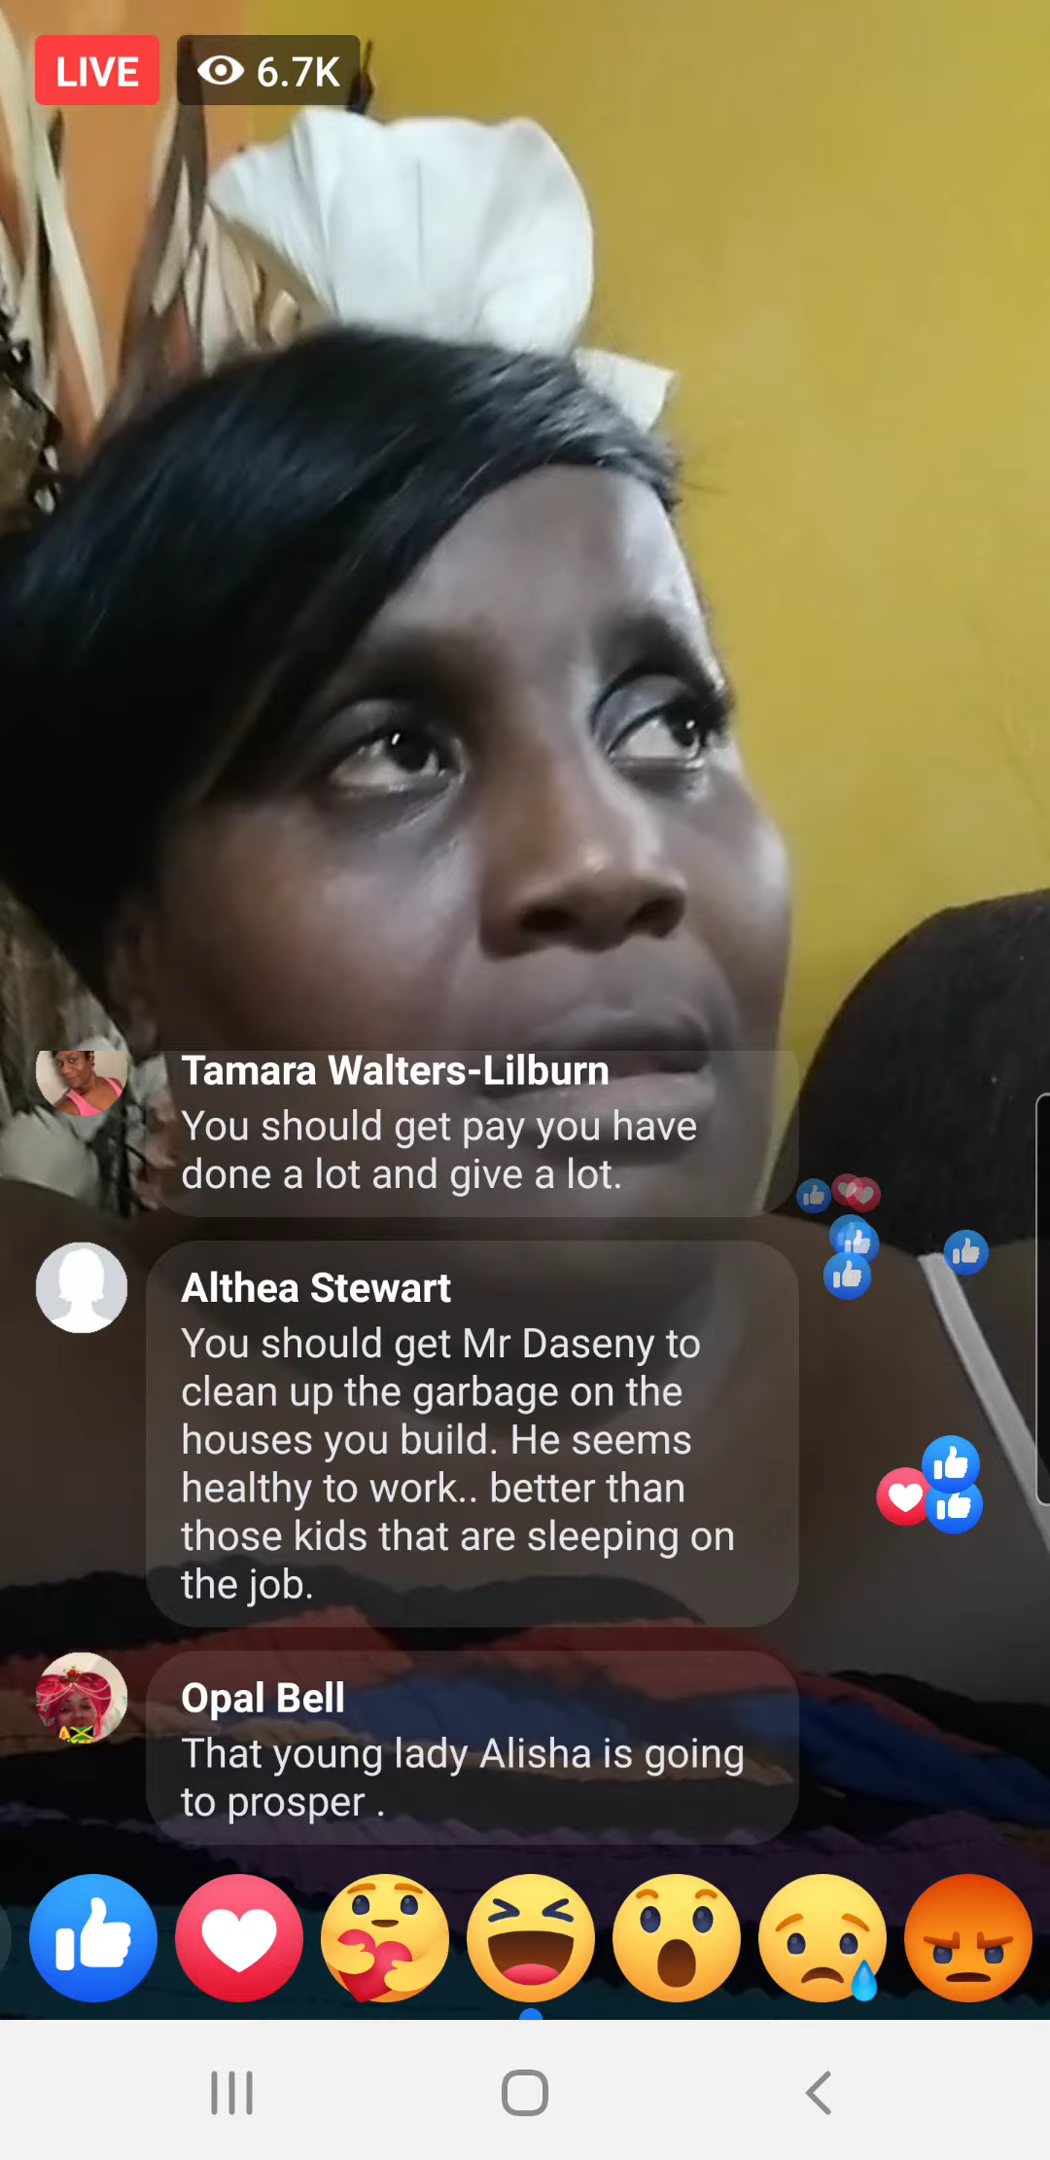 LIVE
6.7K
Tamara Walters-Lilburn
You should get pay you have
done a lot and give a lot.
Althea Stewart
You should get Mr Daseny to
clean up the garbage on the
houses you build. He seems
healthy to work.. better than
those kids that are sleeping on
the job.
Opal Bell
That young lady Alisha is going
to prosper .